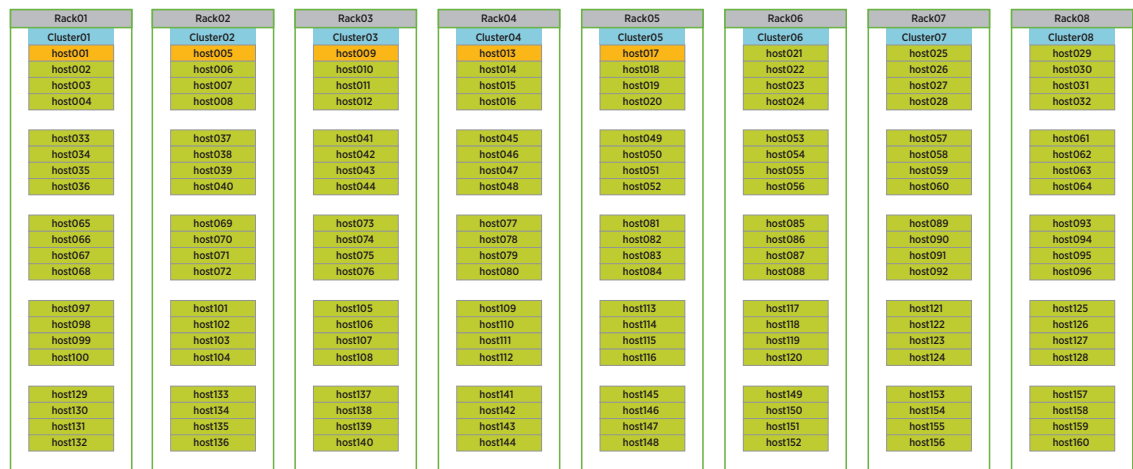 Rack01 Rack02 Rack03 Rack04 Rack05 Rack06 Rack07 Rack08
Cluster01 Cluster02 Cluster03 Cluster04 Cluster05 Cluster06 Cluster07 Cluster08
host001 host005 host009 host013 host017 host021 host025 host029
host002 host006 host010 host014 host018 host022 host026 host030
host003 host007 host011 host015 host019 host023 host027 host031
host004 host008 host012 host016 host020 host024 host028 host032
host033 host037 host041 host045 host049 host053 host057 host061
host034 host038 host042 host046 host050 host054 host058 host062
host035 host039 host043 host047 host051 host055 host059 host063
host036 host040 host044 host048 host052 host056 host060 host064
host065 host069 host073 host077 host081 host085 host089 host093
host066 host070 host074 host078 host082 host086 host090 host094
host067 host071 host075 host079 host083 host087 host091 host095
host068 host072 host076 host080 host084 host088 host092 host096
host097 host101 host105 host109 host113 host117 host121 host125
host098 host102 host106 host110 host114 host118 host122 host126
host099 host103 host107 host111 host115 host119 host123 host127
host100 host104 host108 host112 host116 host120 host124 host128
host129 host133 host137 host141 host145 host149 host153 host157
host130 host134 host138 host142 host146 host150 host154 host158
host131 host135 host139 host143 host147 host151 host155 host159
host132 host136 host140 host144 host148 host152 host156 host160